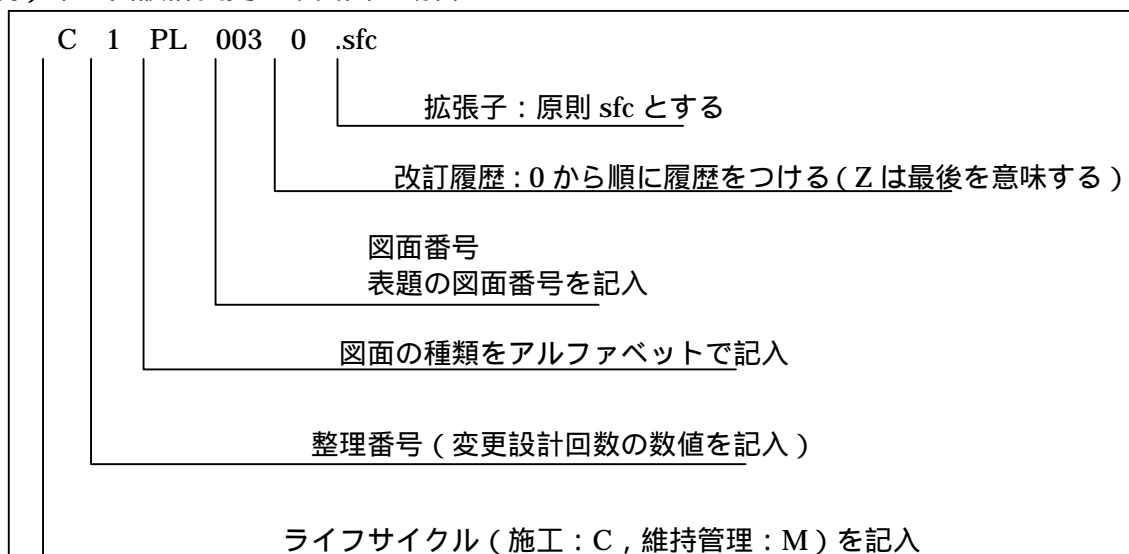 C 1 PL 003 0 .sfc
拡張子：原則 sfc とする
改訂履歴：0 から順に履歴をつける（Z は最後を意味する）
図面番号
表題の図面番号を記入
図面の種類をアルファベットで記入
整理番号（変更設計回数の数値を記入）
ライフサイクル（施工：C，維持管理：M）を記入